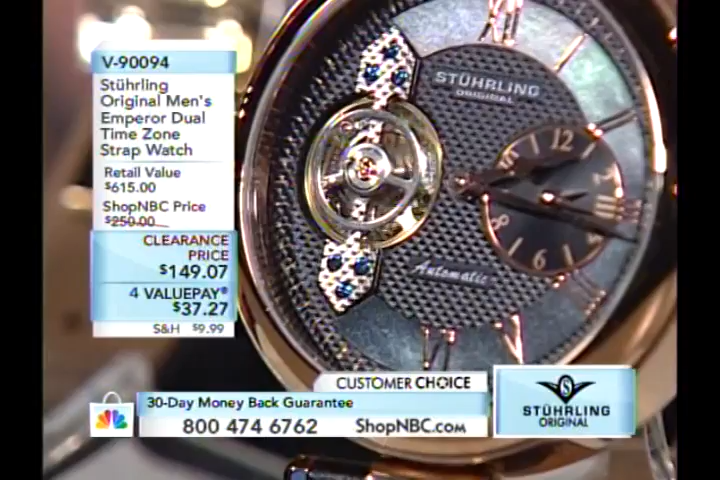 V-90094
Stührling
Original Men's
Emperor Dual
Time Zone
Strap Watch
Retail Value
$615.00
ShopNBC Price
$250.00
CLEARANCE
PRICE
$149.07
4 VALUEPAY®
$37.27
S&H $9.99
STÜHRLING
ORIGINAL
12
6
Automatic
CUSTOMER CHOICE
30-Day Money Back Guarantee
800 474 6762 ShopNBC.com
S
STÜHRLING
ORIGINAL